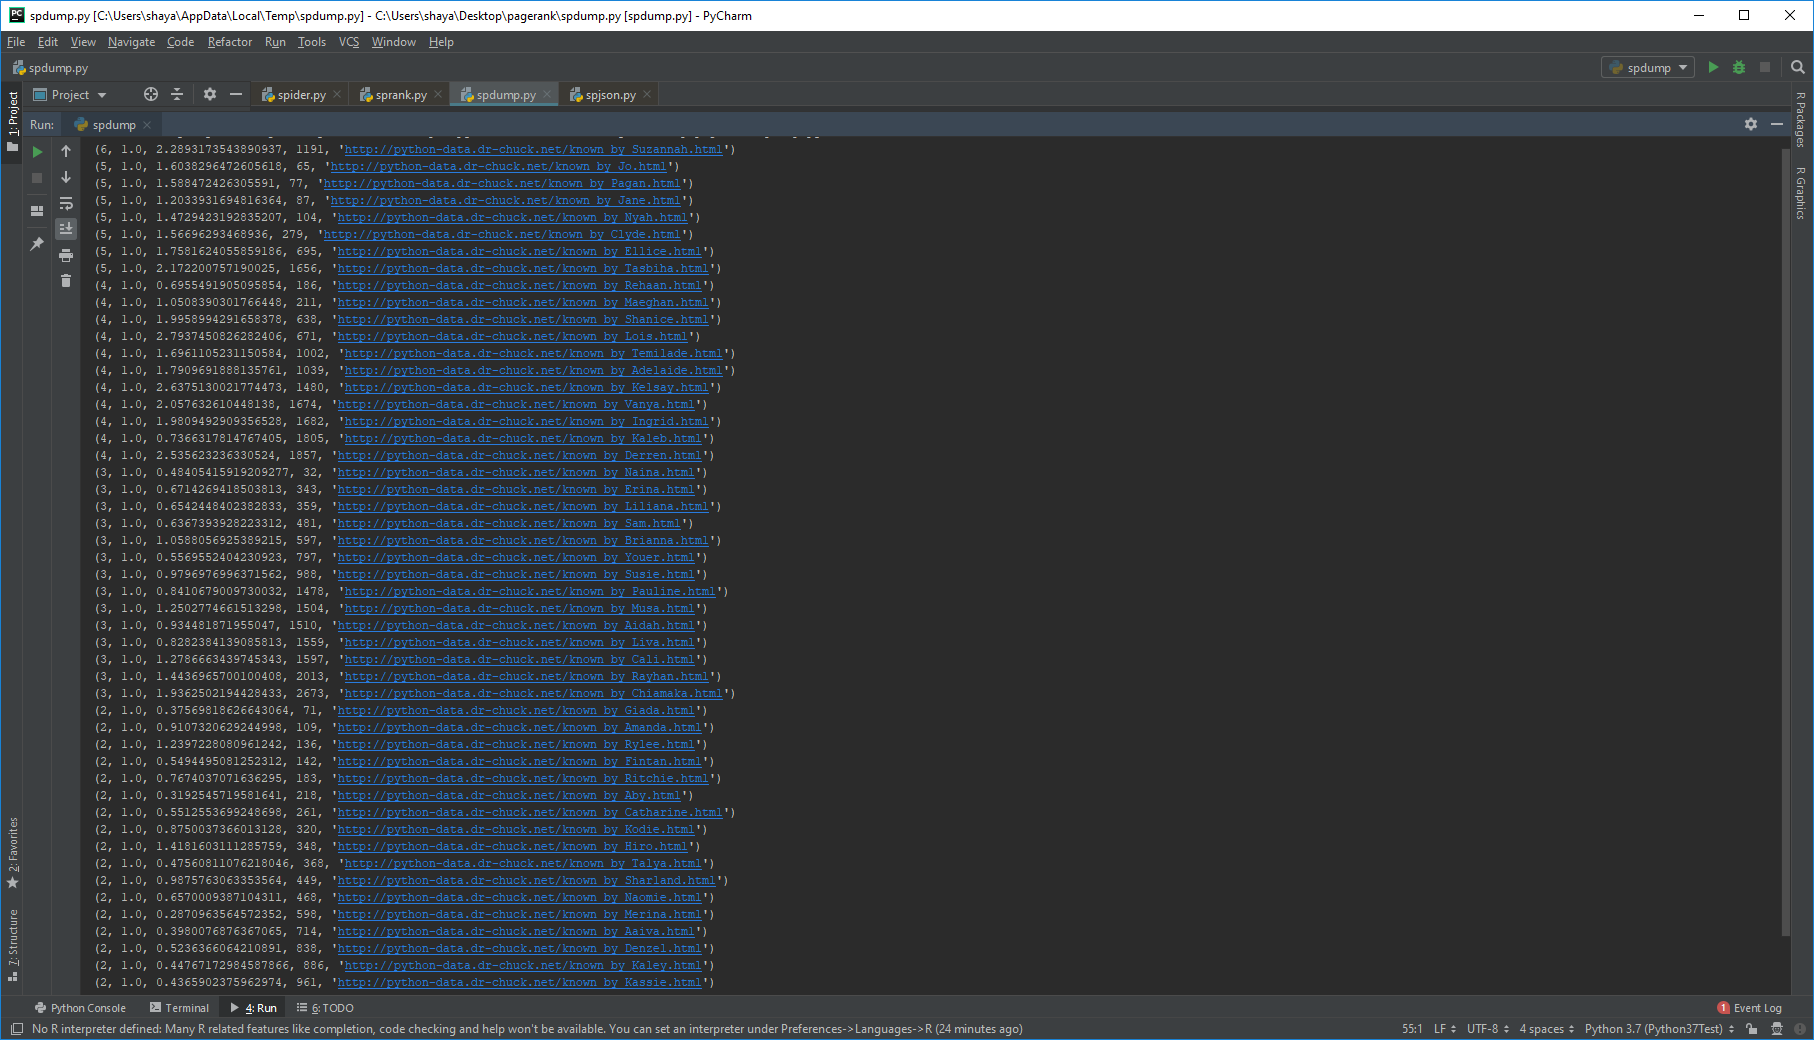 spdump.py [C:\Users\shaya\AppData\Local\Temp\spdump.py] - C:\Users\shaya\Desktop\pagerank\spdump.py [spdump.py] - PyCharm
File Edit View Navigate Code Refactor Run Tools VCS Window Help
spdump.py spdump
Project spider.py sprank.py spdump.py spjson.py
Run: spdump
1: Project
R Packages
R Graphics
(6, 1.0, 2.2893173543890937, 1191, 'http://python-data.dr-chuck.net/known_by_Suzannah.html')
(5, 1.0, 1.6038296472605618, 65, 'http://python-data.dr-chuck.net/known_by_Jo.html')
(5, 1.0, 1.588472426305591, 77, 'http://python-data.dr-chuck.net/known_by_Pagan.html')
(5, 1.0, 1.2033931694816364, 87, 'http://python-data.dr-chuck.net/known_by_Jane.html')
(5, 1.0, 1.4729423192835207, 104, 'http://python-data.dr-chuck.net/known_by_Nyah.html')
(5, 1.0, 1.56696293468936, 279, 'http://python-data.dr-chuck.net/known_by_Clyde.html')
(5, 1.0, 1.7581624055859186, 695, 'http://python-data.dr-chuck.net/known_by_Ellice.html')
(5, 1.0, 2.172200757190025, 1656, 'http://python-data.dr-chuck.net/known_by_Tasbiha.html')
(4, 1.0, 0.6955491905095854, 186, 'http://python-data.dr-chuck.net/known_by_Rehaan.html')
(4, 1.0, 1.0508390301766448, 211, 'http://python-data.dr-chuck.net/known_by_Maeghan.html')
(4, 1.0, 1.9958994291658378, 638, 'http://python-data.dr-chuck.net/known_by_Shanice.html')
(4, 1.0, 2.7937450826282406, 671, 'http://python-data.dr-chuck.net/known_by_Lois.html')
(4, 1.0, 1.6961105231150584, 1002, 'http://python-data.dr-chuck.net/known_by_Temilade.html')
(4, 1.0, 1.7909691888135761, 1039, 'http://python-data.dr-chuck.net/known_by_Adelaide.html')
(4, 1.0, 2.6375130021774473, 1480, 'http://python-data.dr-chuck.net/known_by_Kelsay.html')
(4, 1.0, 2.057632610448138, 1674, 'http://python-data.dr-chuck.net/known_by_Vanya.html')
(4, 1.0, 1.9809492909356528, 1682, 'http://python-data.dr-chuck.net/known_by_Ingrid.html')
(4, 1.0, 0.7366317814767405, 1805, 'http://python-data.dr-chuck.net/known_by_Kaleb.html')
(4, 1.0, 2.535623236330524, 1857, 'http://python-data.dr-chuck.net/known_by_Derren.html')
(3, 1.0, 0.48405415919209277, 32, 'http://python-data.dr-chuck.net/known_by_Naina.html')
(3, 1.0, 0.6714269418503813, 343, 'http://python-data.dr-chuck.net/known_by_Erina.html')
(3, 1.0, 0.6542448402382833, 359, 'http://python-data.dr-chuck.net/known_by_Liliana.html')
(3, 1.0, 0.6367393928223312, 481, 'http://python-data.dr-chuck.net/known_by_Sam.html')
(3, 1.0, 1.0588056925389215, 597, 'http://python-data.dr-chuck.net/known_by_Brianna.html')
(3, 1.0, 0.5569552404230923, 797, 'http://python-data.dr-chuck.net/known_by_Youer.html')
(3, 1.0, 0.9796976996371562, 988, 'http://python-data.dr-chuck.net/known_by_Susie.html')
(3, 1.0, 0.8410679009730032, 1478, 'http://python-data.dr-chuck.net/known_by_Pauline.html')
(3, 1.0, 1.2502774661513298, 1504, 'http://python-data.dr-chuck.net/known_by_Musa.html')
(3, 1.0, 0.934481871955047, 1510, 'http://python-data.dr-chuck.net/known_by_Aidah.html')
(3, 1.0, 0.8282384139085813, 1559, 'http://python-data.dr-chuck.net/known_by_Liva.html')
(3, 1.0, 1.2786663439745343, 1597, 'http://python-data.dr-chuck.net/known_by_Cali.html')
(3, 1.0, 1.4436965700100408, 2013, 'http://python-data.dr-chuck.net/known_by_Rayhan.html')
(3, 1.0, 1.9362502194428433, 2673, 'http://python-data.dr-chuck.net/known_by_Chiamaka.html')
(2, 1.0, 0.37569818626643064, 71, 'http://python-data.dr-chuck.net/known_by_Giada.html')
(2, 1.0, 0.9107320629244998, 109, 'http://python-data.dr-chuck.net/known_by_Amanda.html')
(2, 1.0, 1.2397228080961242, 136, 'http://python-data.dr-chuck.net/known_by_Rylee.html')
(2, 1.0, 0.5494495081252312, 142, 'http://python-data.dr-chuck.net/known_by_Fintan.html')
(2, 1.0, 0.7674037071636295, 183, 'http://python-data.dr-chuck.net/known_by_Ritchie.html')
(2, 1.0, 0.3192545719581641, 218, 'http://python-data.dr-chuck.net/known_by_Aby.html')
(2, 1.0, 0.5512553699248698, 261, 'http://python-data.dr-chuck.net/known_by_Catharine.html')
(2, 1.0, 0.8750037366013128, 320, 'http://python-data.dr-chuck.net/known_by_Kodie.html')
(2, 1.0, 1.4181603111285759, 348, 'http://python-data.dr-chuck.net/known_by_Hiro.html')
(2, 1.0, 0.47560811076218046, 368, 'http://python-data.dr-chuck.net/known_by_Talya.html')
(2, 1.0, 0.9875763063353564, 449, 'http://python-data.dr-chuck.net/known_by_Sharland.html')
(2, 1.0, 0.6570009387104311, 468, 'http://python-data.dr-chuck.net/known_by_Naomie.html')
(2, 1.0, 0.2870963564572352, 598, 'http://python-data.dr-chuck.net/known_by_Merina.html')
(2, 1.0, 0.3980076876367065, 714, 'http://python-data.dr-chuck.net/known_by_Aaiva.html')
(2, 1.0, 0.5236366064210891, 838, 'http://python-data.dr-chuck.net/known_by_Denzel.html')
(2, 1.0, 0.44767172984587866, 886, 'http://python-data.dr-chuck.net/known_by_Kaley.html')
(2, 1.0, 0.4365902375962974, 961, 'http://python-data.dr-chuck.net/known_by_Kassie.html')
2: Favorites
7: Structure
Python Console Terminal 4: Run 6: TODO 1 Event Log
No R interpreter defined: Many R related features like completion, code checking and help won't be available. You can set an interpreter under Preferences->Languages->R (24 minutes ago) 55:1 LF UTF-8 4 spaces Python 3.7 (Python37Test)